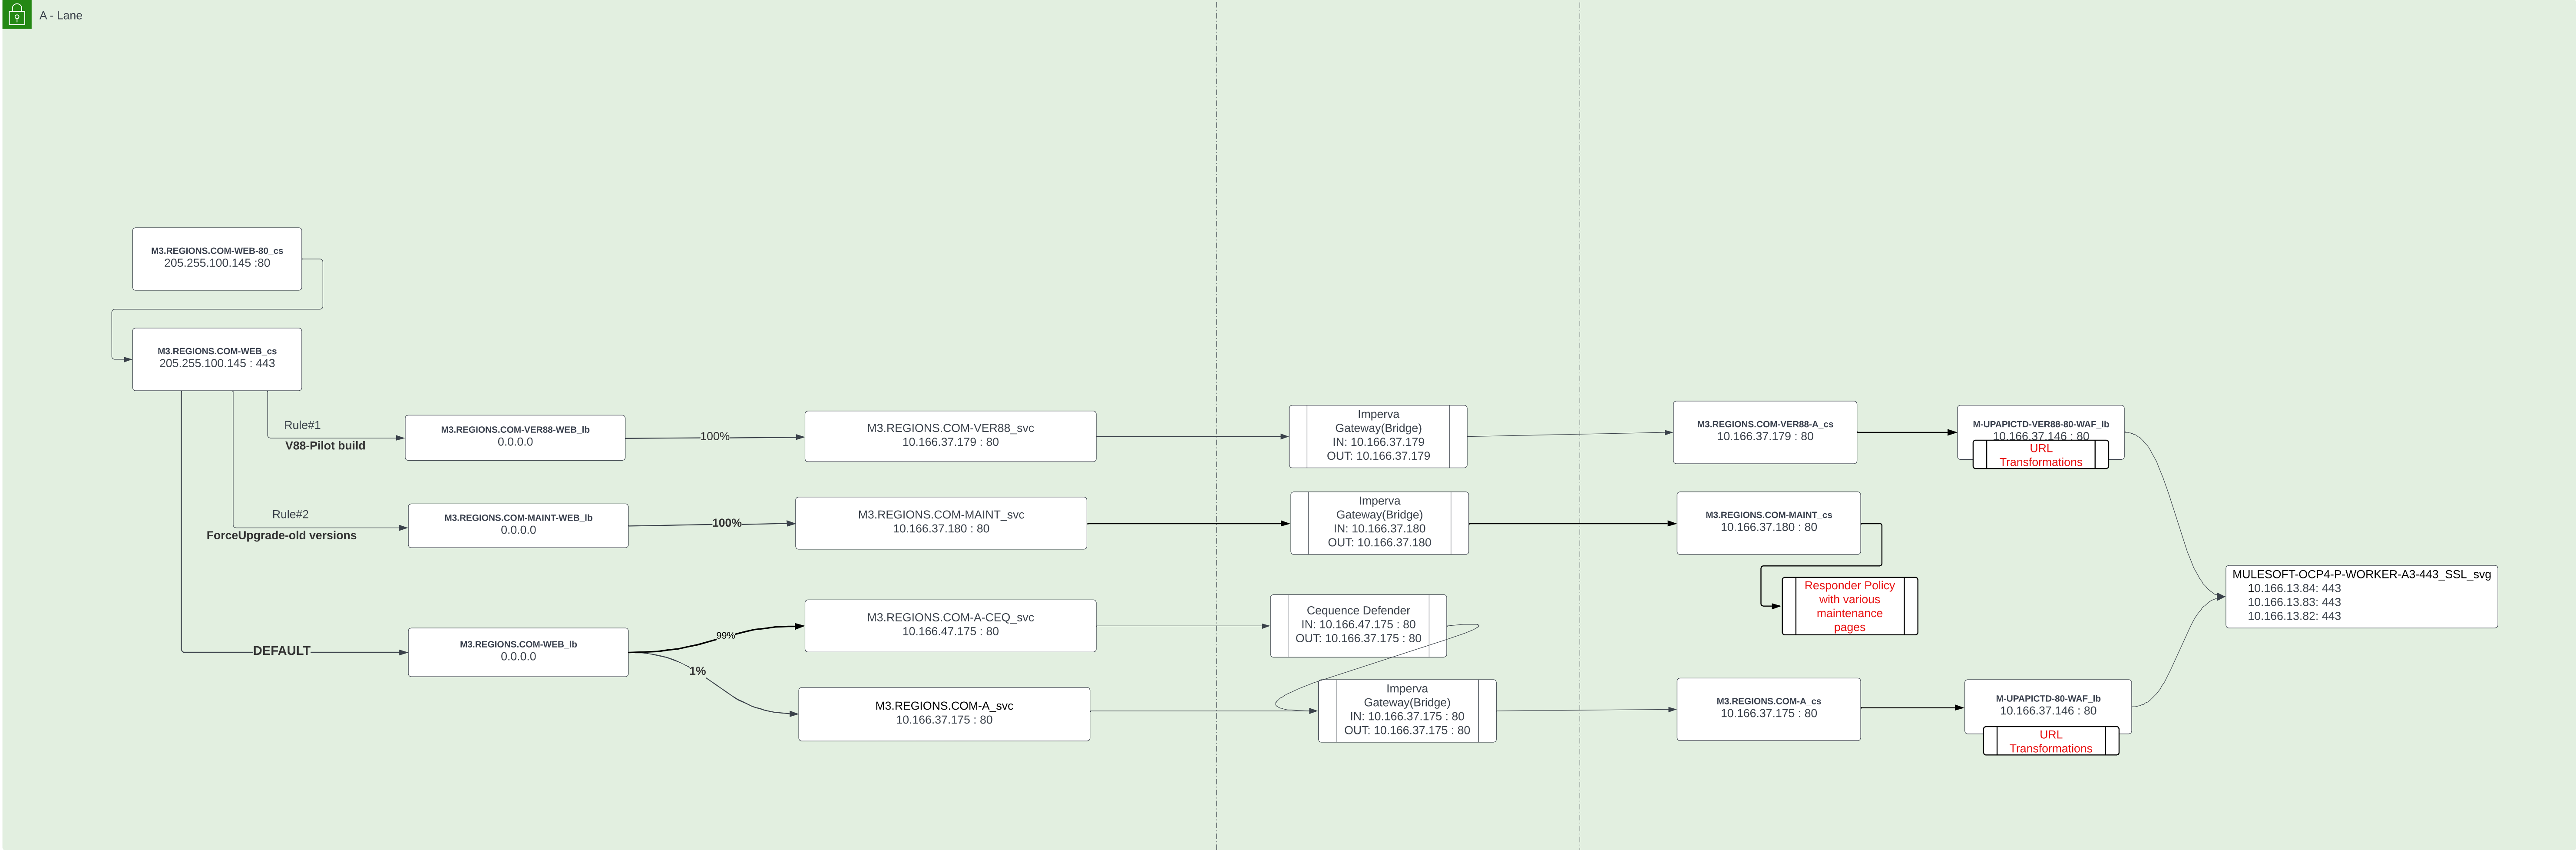 A - Lane
M3.REGIONS.COM-WEB-80_cs
205.255.100.145 :80
M3.REGIONS.COM-WEB_cs
205.255.100.145 : 443
Rule#1
V88-Pilot build
M3.REGIONS.COM-VER88-WEB_lb
0.0.0.0
100%
M3.REGIONS.COM-VER88_svc
10.166.37.179 : 80
Imperva
Gateway(Bridge)
IN: 10.166.37.179
OUT: 10.166.37.179
M3.REGIONS.COM-VER88-A_cs
10.166.37.179 : 80
M-UPAPICTD-VER88-80-WAF_lb
10.166.37.146 : 80
URL
Transformations
Rule#2
ForceUpgrade-old versions
M3.REGIONS.COM-MAINT-WEB_lb
0.0.0.0
100%
M3.REGIONS.COM-MAINT_svc
10.166.37.180 : 80
Imperva
Gateway(Bridge)
IN: 10.166.37.180
OUT: 10.166.37.180
M3.REGIONS.COM-MAINT_cs
10.166.37.180 : 80
Responder Policy
with various
maintenance
pages
DEFAULT
M3.REGIONS.COM-WEB_lb
0.0.0.0
99%
1%
M3.REGIONS.COM-A-CEQ_svc
10.166.47.175 : 80
Cequence Defender
IN: 10.166.47.175 : 80
OUT: 10.166.37.175 : 80
M3.REGIONS.COM-A_svc
10.166.37.175 : 80
Imperva
Gateway(Bridge)
IN: 10.166.37.175 : 80
OUT: 10.166.37.175 : 80
M3.REGIONS.COM-A_cs
10.166.37.175 : 80
M-UPAPICTD-80-WAF_lb
10.166.37.146 : 80
URL
Transformations
MULESOFT-OCP4-P-WORKER-A3-443_SSL_svg
10.166.13.84: 443
10.166.13.83: 443
10.166.13.82: 443